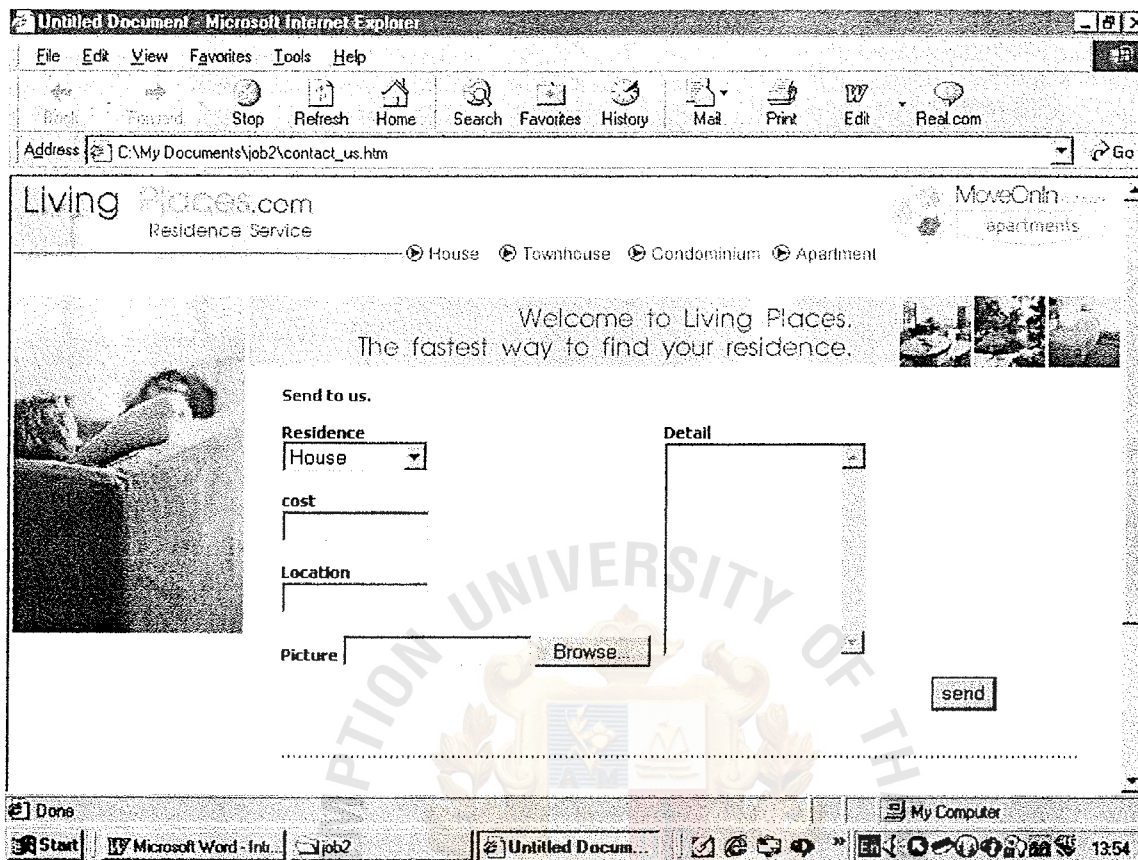 Untitled Document - Microsoft Internet Explorer
File Edit View Favorites Tools Help
Back Forward Stop Refresh Home Search Favorites History Mail Print Edit Real.com
Address C:\My Documents\job2\contact_us.htm Go
Living Places.com
Residence Service
MoveOnIn
apartments
House Townhouse Condominium Apartment
Welcome to Living Places.
The fastest way to find your residence.
Send to us.
Residence
House
cost
Location
Picture Browse...
Detail
send
UNIVERSITY OF
A M
Done My Computer
Start Microsoft Word - Int... job2 Untitled Docum... » En 13:54